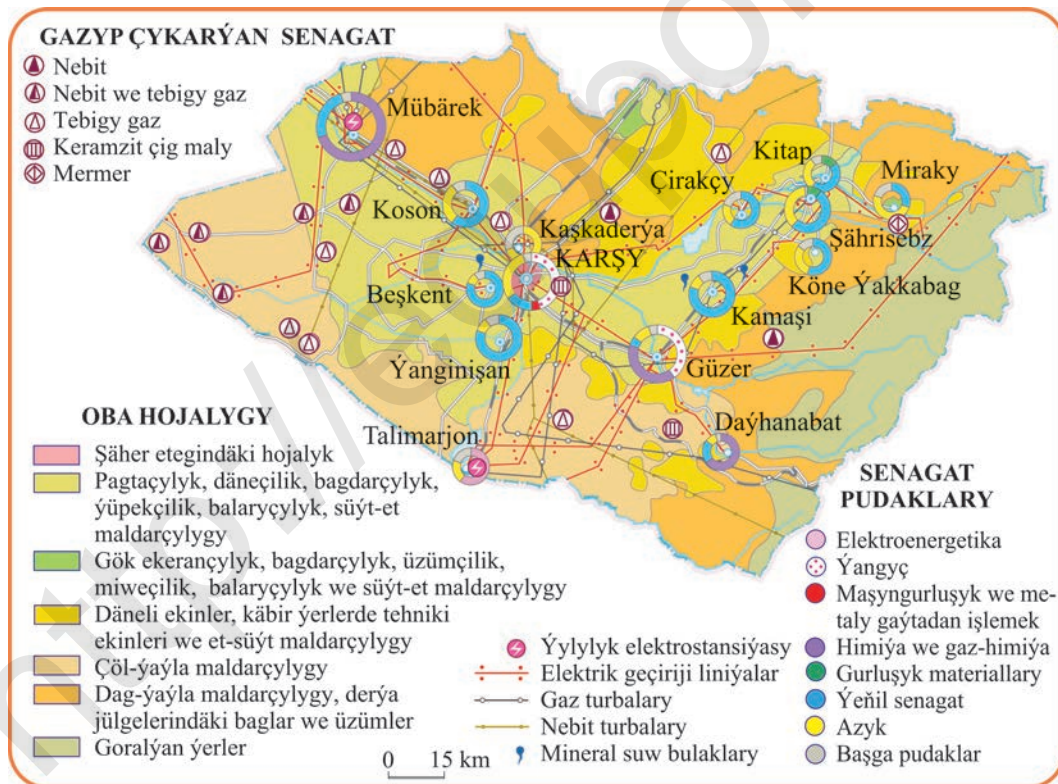 GAZYP ÇYKARÝAN SENAGAT
Nebit
Nebit we tebigy gaz
Tebigy gaz
Keramzit çig maly
Mermer
Mübärek
Kitap
Miraky
Çirakçy
Koson
Kaşkaderýa
KARŞY
Şährisebz
Beşkent
Köne Ýakkabag
Kamaşi
Ýanginişan
Güzer
Talimarjon
Daýhanabat
OBA HOJALYGY
Şäher etegindäki hojalyk
Pagtaçylyk, däneçilik, bagdarçylyk,
ýüpekçilik, balaryçylyk, süýt-et
maldarçylygy
Gök ekerançylyk, bagdarçylyk, üzümçilik,
miweçilik, balaryçylyk we süýt-et maldarçylygy
Däneli ekinler, käbir ýerlerde tehniki
ekinleri we et-süýt maldarçylygy
Çöl-ýaýla maldarçylygy
Dag-ýaýla maldarçylygy, derýa
jülgelerindäki baglar we üzümler
Goralýan ýerler
0 15 km
Ýylylyk elektrostansiýasy
Elektrik geçiriji liniýalar
Gaz turbalary
Nebit turbalary
Mineral suw bulaklary
SENAGAT
PUDAKLARY
Elektroenergetika
Ýangyç
Maşyngurluşyk we me-
taly gaýtadan işlemek
Himiýa we gaz-himiýa
Gurluşyk materiallary
Ýeňil senagat
Azyk
Başga pudaklar